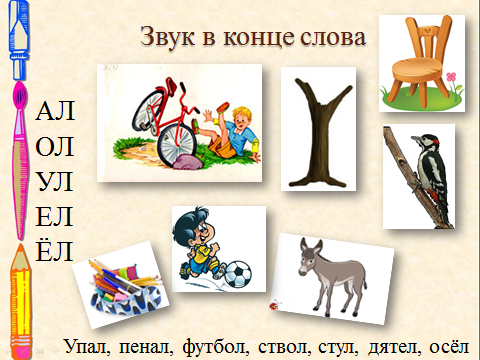 Звук в конце слова
АЛ
ОЛ
УЛ
ЕЛ
ЁЛ
Упал, пенал, футбол, ствол, стул, дятел, осёл